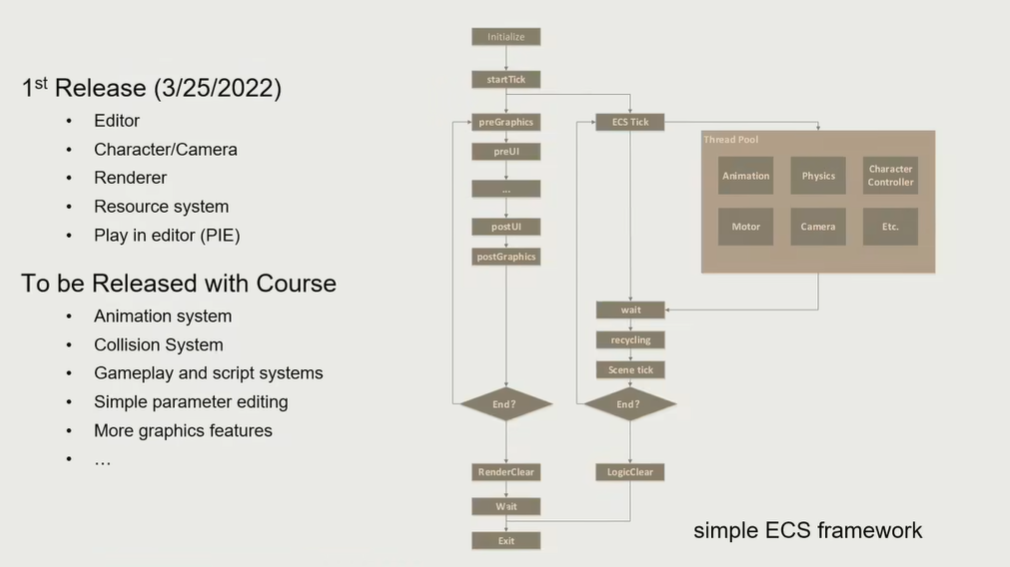 1st Release (3/25/2022)
• Editor
• Character/Camera
• Renderer
• Resource system
• Play in editor (PIE)
To be Released with Course
• Animation system
• Collision System
• Gameplay and script systems
• Simple parameter editing
• More graphics features
• ...
Initialize
startTick
preGraphics
preUI
...
postUI
postGraphics
End?
RenderClear
Wait
Exit
ECS Tick
wait
recycling
Scene tick
End?
LogicClear
Thread Pool
Animation
Physics
Character
Controller
Motor
Camera
Etc.
simple ECS framework